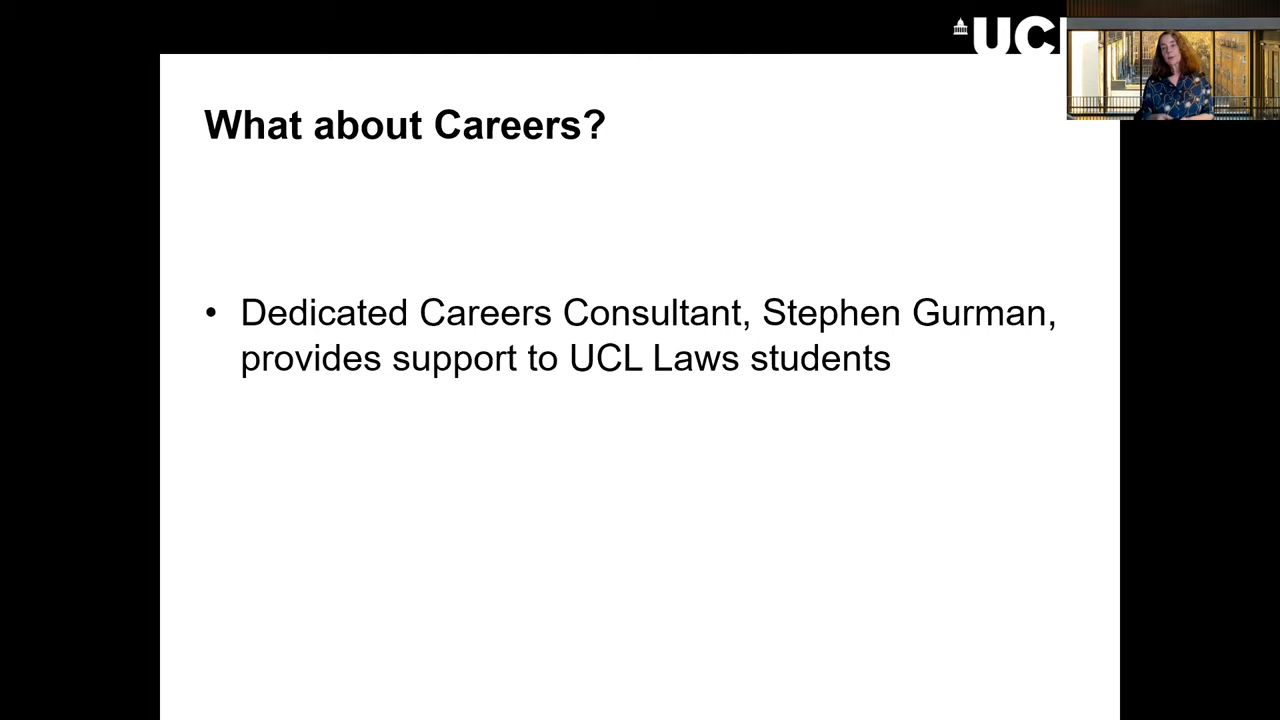 UCL
What about Careers?
• Dedicated Careers Consultant, Stephen Gurman,
provides support to UCL Laws students